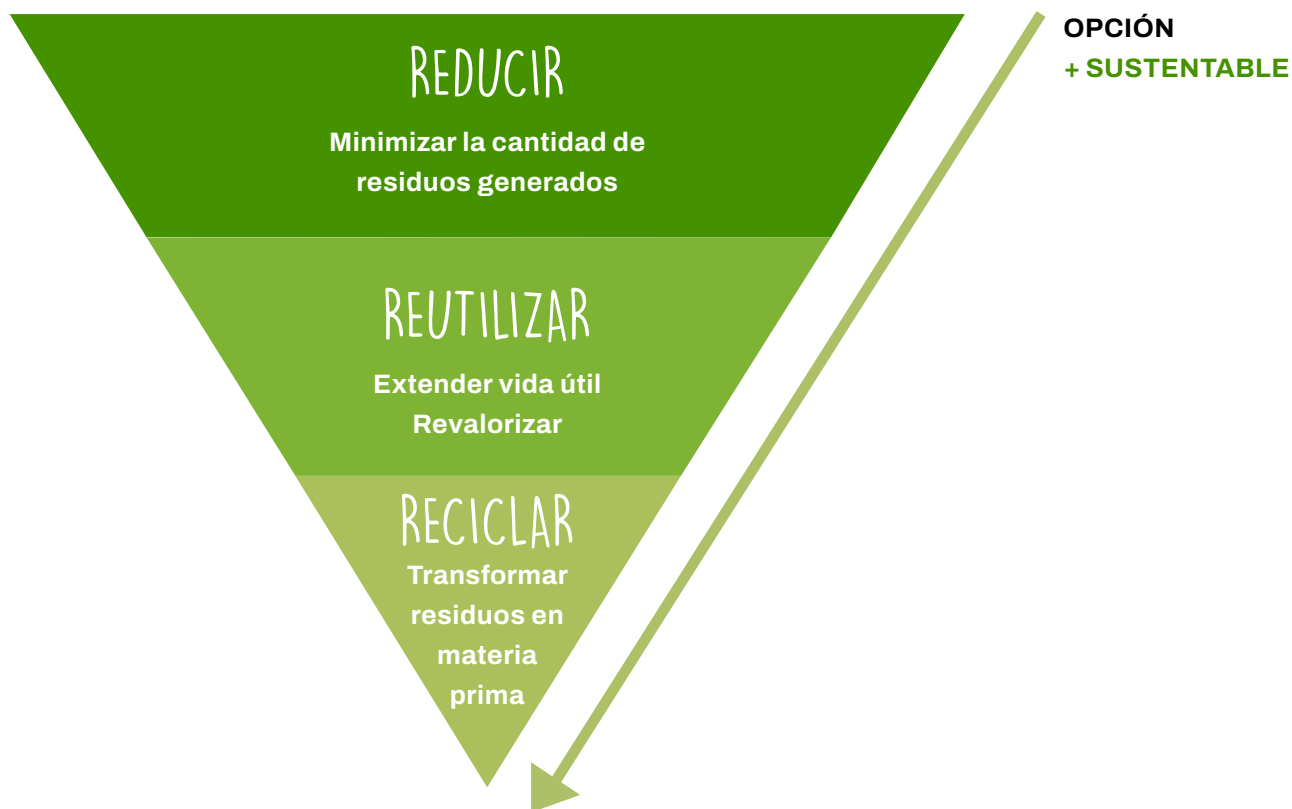 REDUCIR
Minimizar la cantidad de
residuos generados
REUTILIZAR
Extender vida útil
Revalorizar
RECICLAR
Transformar
residuos en
materia
prima
OPCIÓN
+ SUSTENTABLE